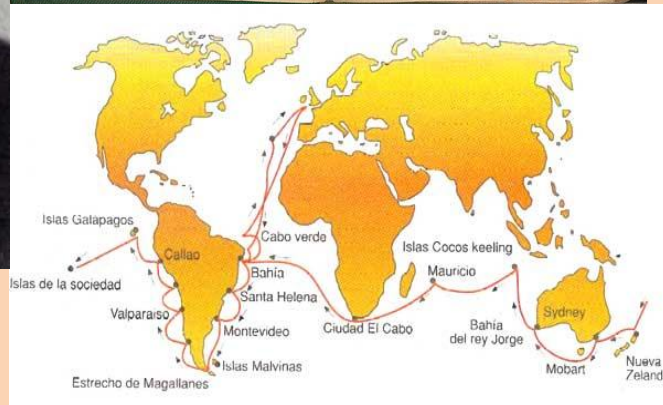 Islas Galapagos
Callao
Cabo verde
Islas Cocos keeling
Islas de la sociedad
Bahía
Mauricio
Santa Helena
Valparaiso
Montevideo
Ciudad El Cabo
Bahía
del rey Jorge
Sydney
Islas Malvinas
Estrecho de Magallanes
Mobart
Nueva
Zeland